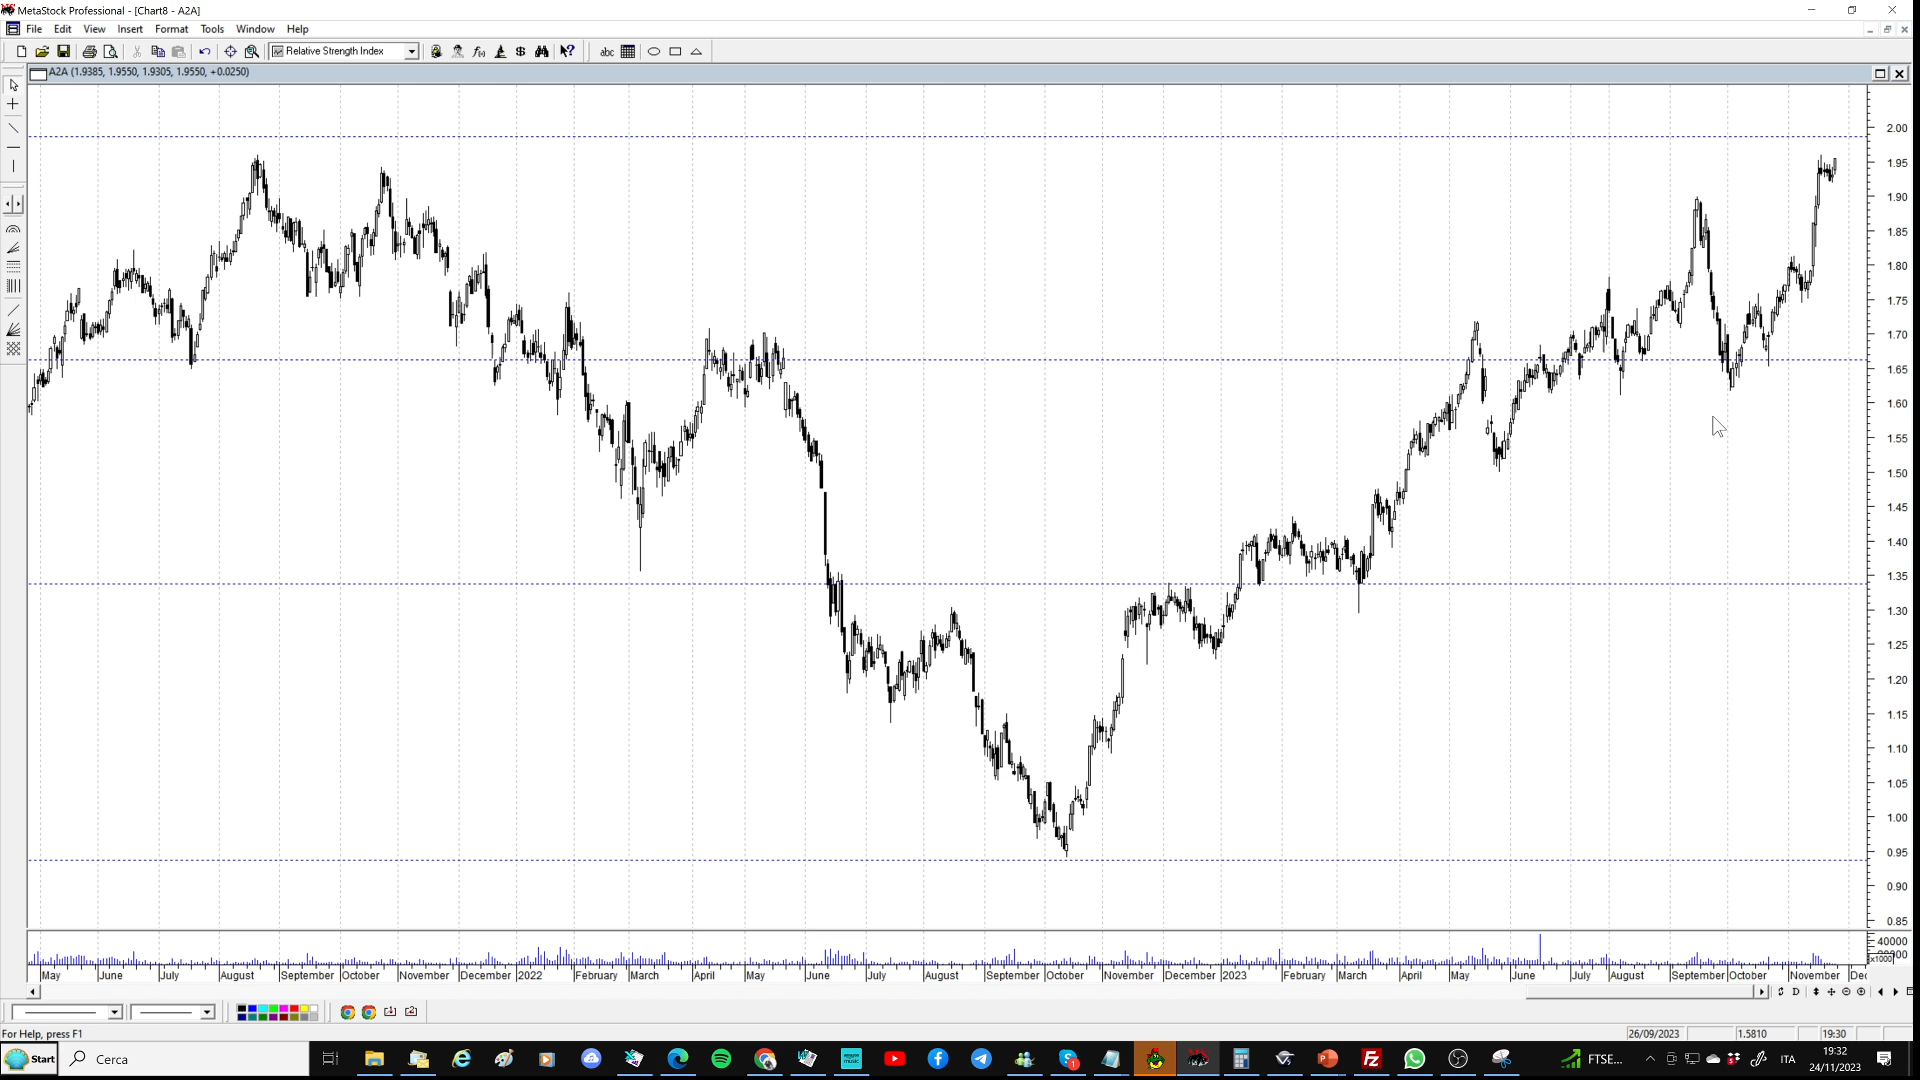 MetaStock Professional - [Chart8 - A2A]
File Edit View Insert Format Tools Window Help
Relative Strength Index
abc
A2A (1.9385, 1.9550, 1.9305, 1.9550, +0.0250)
2.00
1.95
1.90
1.85
1.80
1.75
1.70
1.65
1.60
1.55
1.50
1.45
1.40
1.35
1.30
1.25
1.20
1.15
1.10
1.05
1.00
0.95
0.90
0.85
40000
x1000
May June July August September October November December 2022 February March April May June July August September October November December 2023 February March April May June July August September October November Dec
For Help, press F1
26/09/2023 1.5810 19:30
Start Cerca FTSE... ITA 19:32
24/11/2023